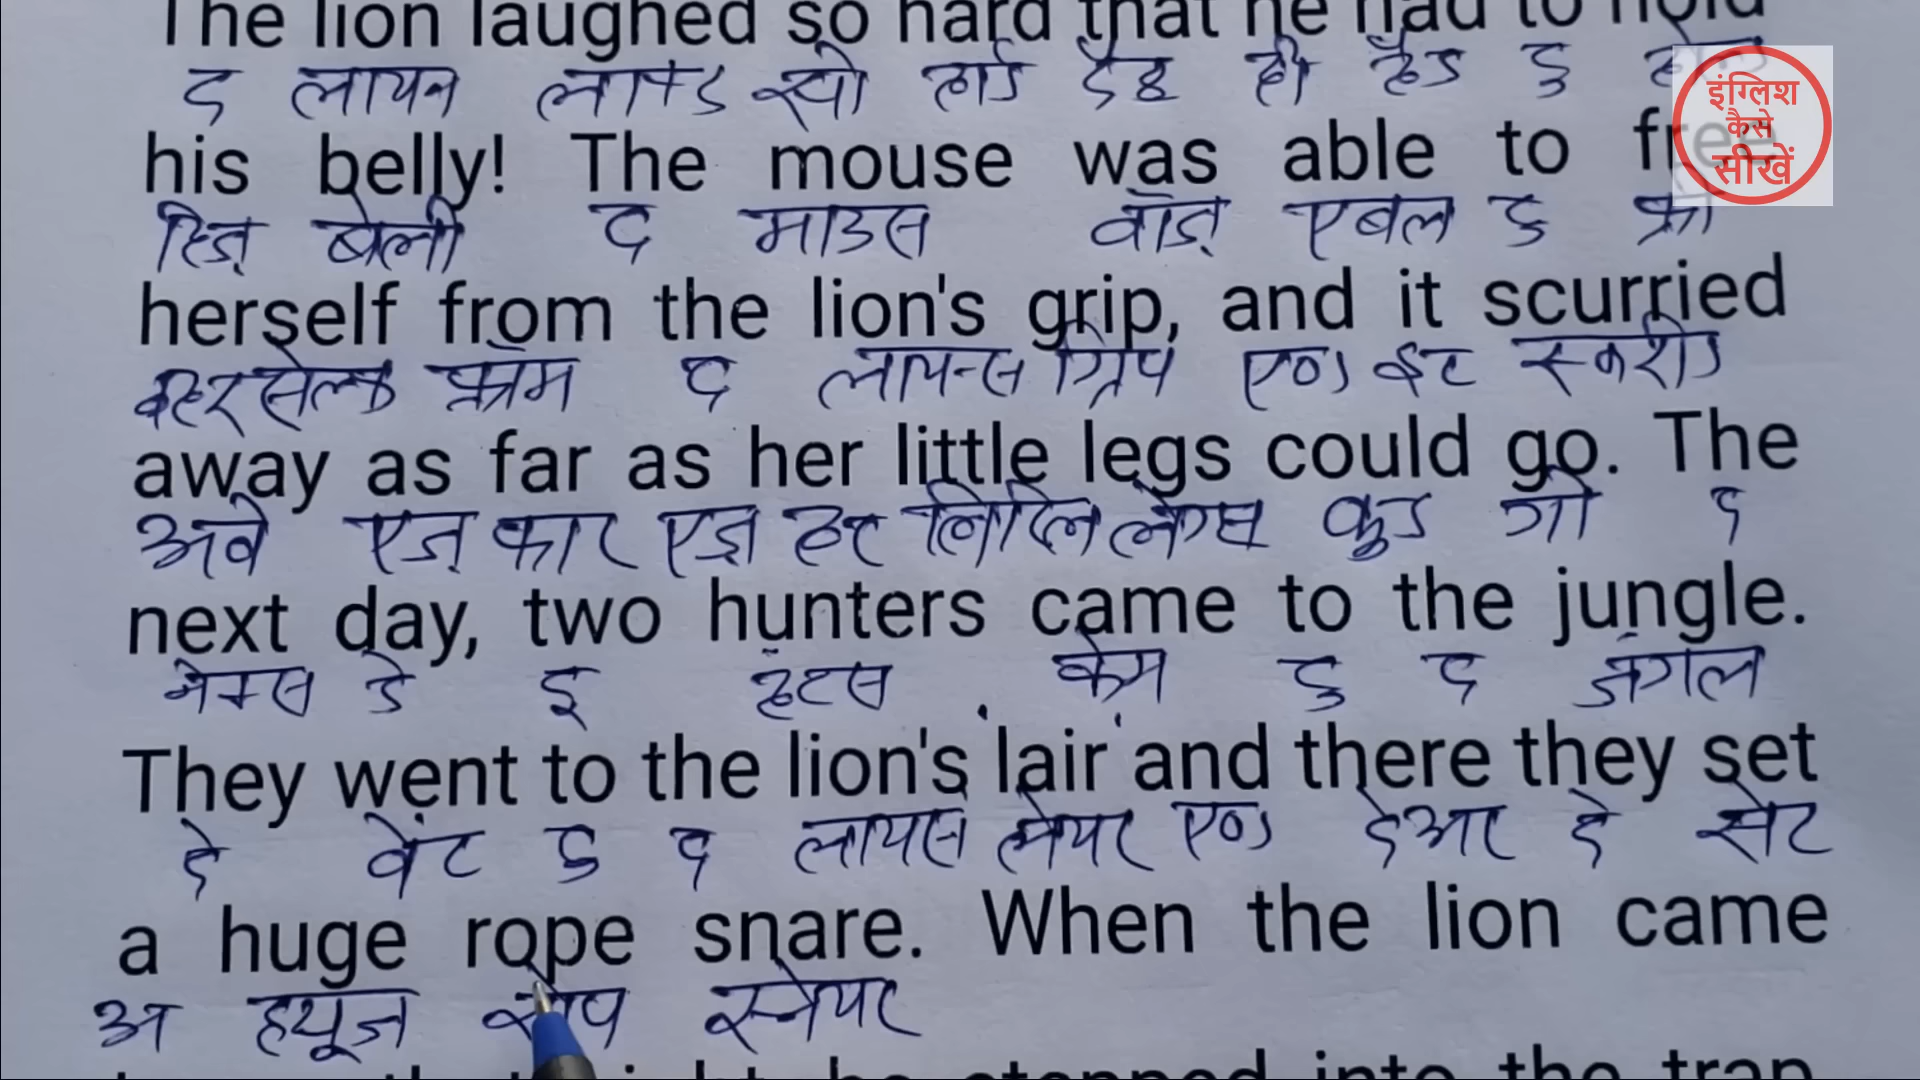 The lion laughed so hard that he had to hold
द लायन लाफ्ड सो हार्ड दैट ही हैड टु
इंग्लिश
कैसे
सीखें
his belly! The mouse was able to free
हिज़ बेली द माउस वॉज़ एबल टु फ्री
herself from the lion's grip, and it scurried
हरसेल्फ फ्रॉम द लायन्स ग्रिप एण्ड इट स्करीड
away as far as her little legs could go. The
अवे एज़ फार एज़ हर लिटिल लेग्स कुड गो द
next day, two hunters came to the jungle.
नेक्स डे टू हंटर्स केम टु द जंगल
They went to the lion's lair and there they set
दे वेंट टु द लायंस लेयर एण्ड देअर दे सेट
a huge rope snare. When the lion came
अ ह्यूज रोप स्नेयर
stepped into the trap